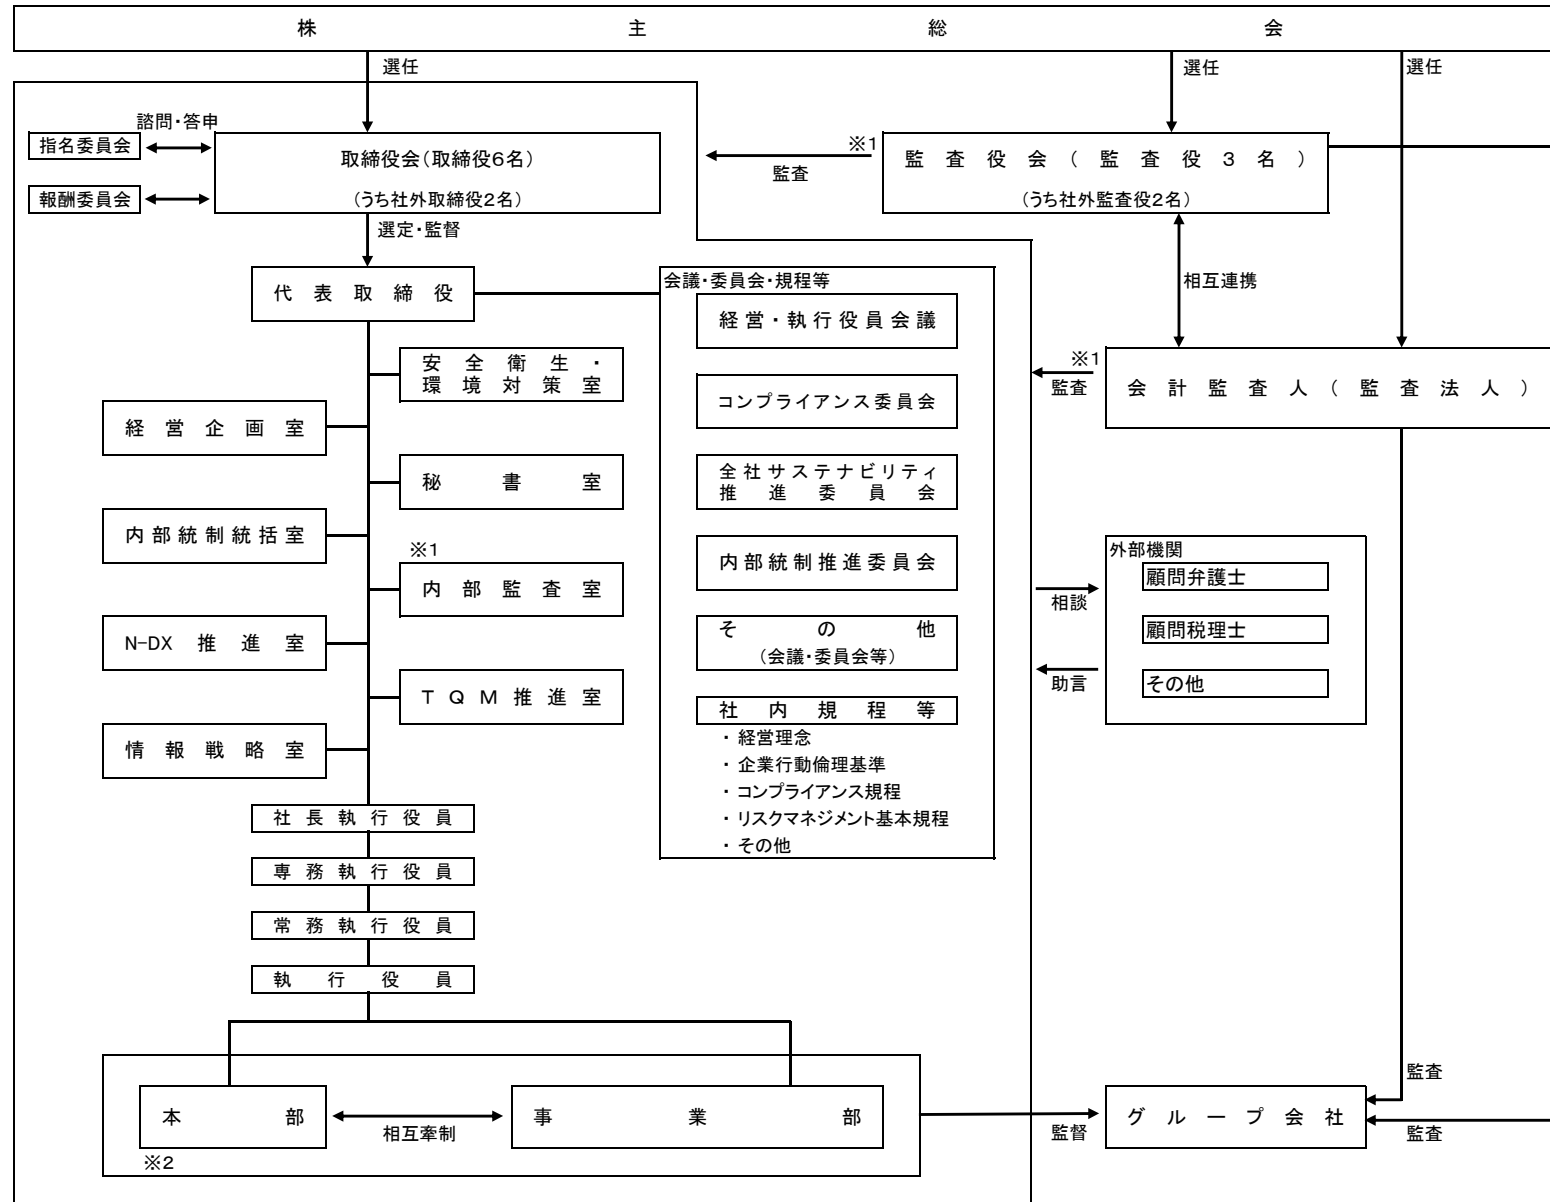 株主総会
選任
選任
選任
諮問・答申
指名委員会
報酬委員会
取締役会(取締役6名)
(うち社外取締役2名)
※1
監査
監査役会(監査役3名)
(うち社外監査役2名)
選定・監督
相互連携
代表取締役
会議・委員会・規程等
経営・執行役員会議
コンプライアンス委員会
全社サステナビリティ
推進委員会
内部統制推進委員会
その他
(会議・委員会等)
社内規程等
・経営理念
・企業行動倫理基準
・コンプライアンス規程
・リスクマネジメント基本規程
・その他
※1
監査
会計監査人(監査法人)
安全衛生・
環境対策室
経営企画室
秘書室
内部統制統括室
※1
内部監査室
N-DX推進室
TQM推進室
情報戦略室
相談
助言
外部機関
顧問弁護士
顧問税理士
その他
社長執行役員
専務執行役員
常務執行役員
執行役員
本部
相互牽制
事業部
※2
監督
グループ会社
監査
監査